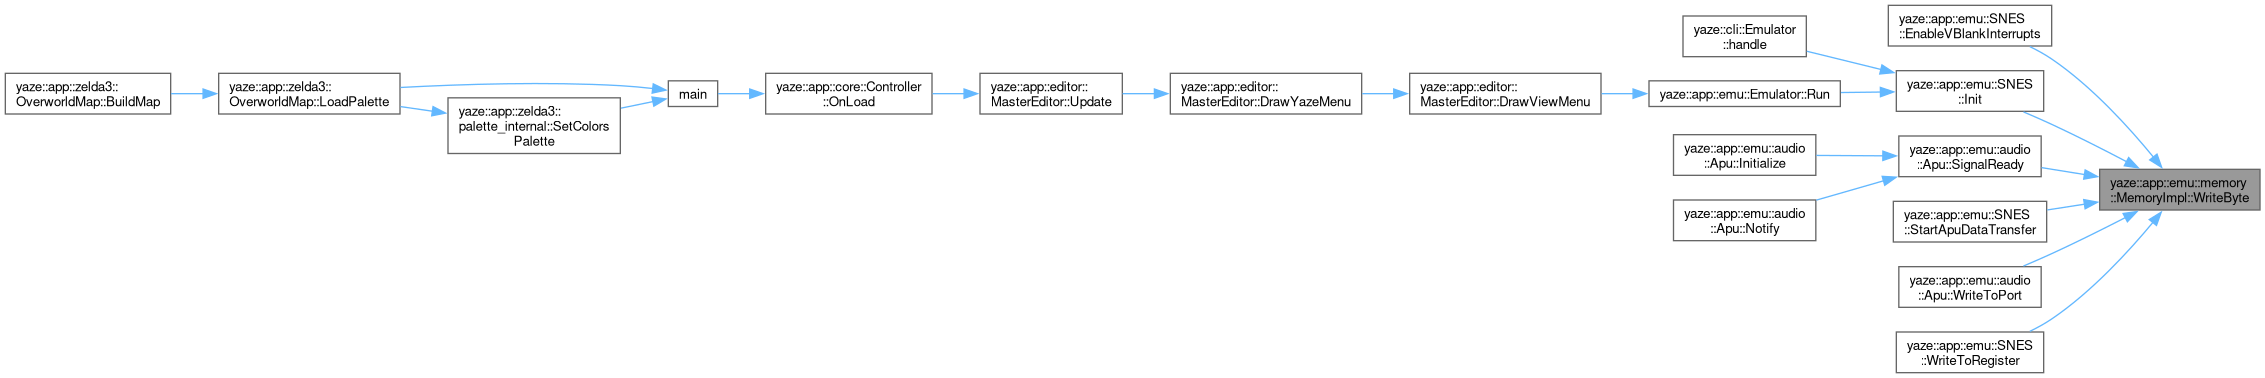 yaze::app::zelda3::
OverworldMap::BuildMap
yaze::app::zelda3::
OverworldMap::LoadPalette
yaze::app::zelda3::
palette_internal::SetColors
Palette
main
yaze::app::core::Controller
::OnLoad
yaze::app::editor::
MasterEditor::Update
yaze::app::editor::
MasterEditor::DrawYazeMenu
yaze::app::editor::
MasterEditor::DrawViewMenu
yaze::cli::Emulator
::handle
yaze::app::emu::Emulator::Run
yaze::app::emu::audio
::Apu::Initialize
yaze::app::emu::audio
::Apu::Notify
yaze::app::emu::SNES
::EnableVBlankInterrupts
yaze::app::emu::SNES
::Init
yaze::app::emu::audio
::Apu::SignalReady
yaze::app::emu::SNES
::StartApuDataTransfer
yaze::app::emu::audio
::Apu::WriteToPort
yaze::app::emu::SNES
::WriteToRegister
yaze::app::emu::memory
::MemoryImpl::WriteByte